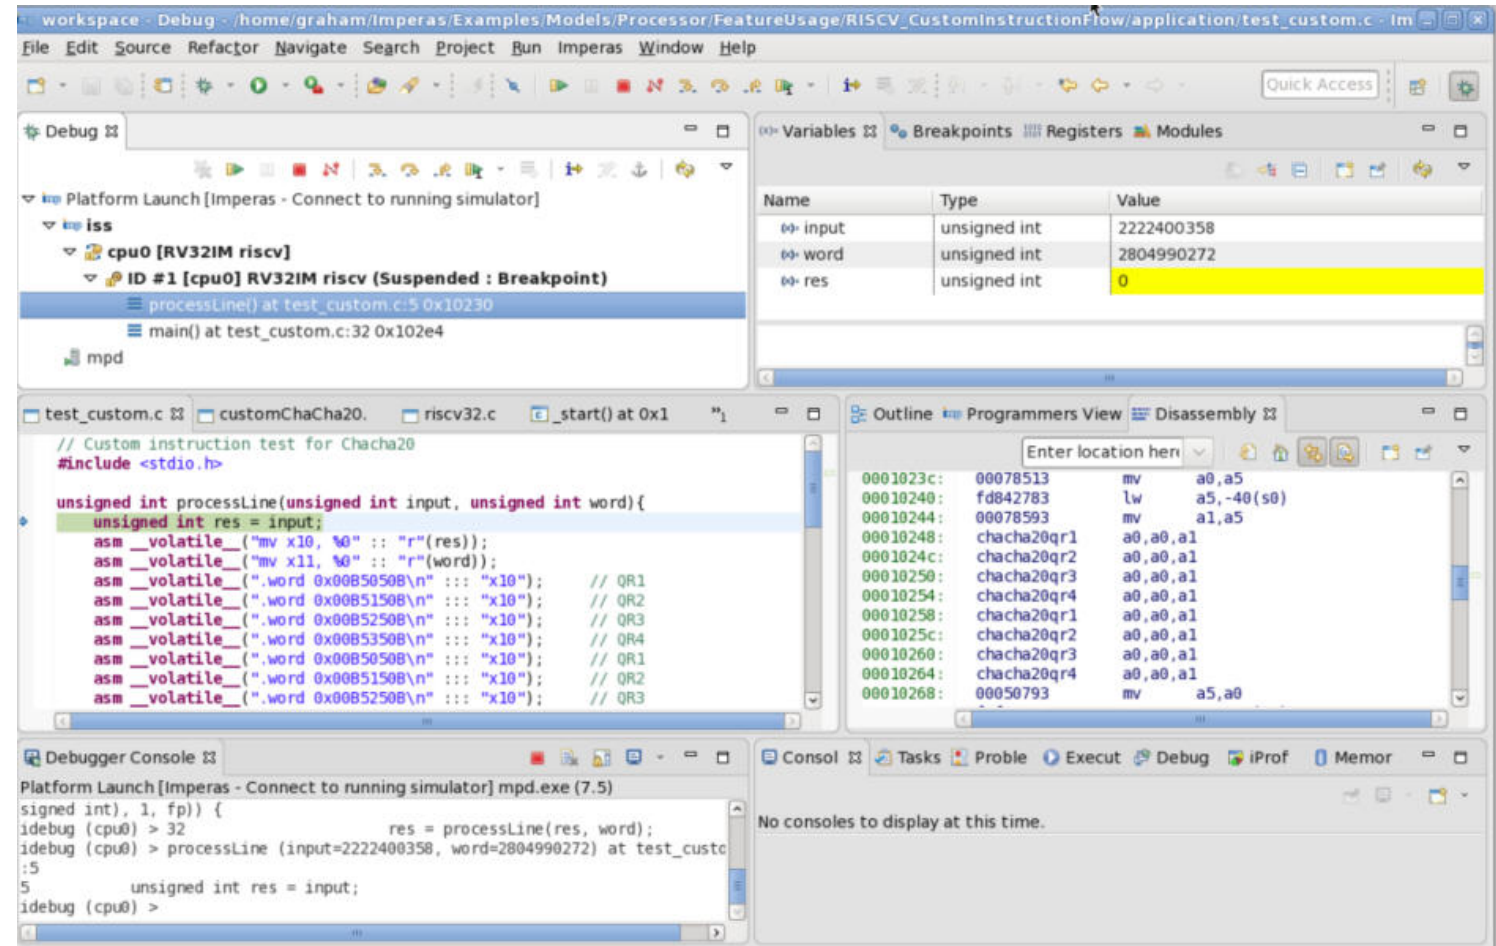 workspace - Debug - /home/graham/Imperas/Examples/Models/Processor/FeatureUsage/RISCV_CustomInstructionFlow/application/test_custom.c - Im
File Edit Source Refactor Navigate Search Project Run Imperas Window Help
Quick Access
Debug
Platform Launch [Imperas - Connect to running simulator]
iss
cpu0 [RV32IM riscv]
ID #1 [cpu0] RV32IM riscv (Suspended : Breakpoint)
processLine() at test_custom.c:5 0x10230
main() at test_custom.c:32 0x102e4
mpd
Variables Breakpoints Registers Modules
Name Type Value
input unsigned int 2222400358
word unsigned int 2804990272
res unsigned int 0
test_custom.c customChaCha20. riscv32.c _start() at 0x1 "1
// Custom instruction test for Chacha20
#include <stdio.h>
unsigned int processLine(unsigned int input, unsigned int word){
unsigned int res = input;
asm __volatile__("mv x10, %0" :: "r"(res));
asm __volatile__("mv x11, %0" :: "r"(word));
asm __volatile__(".word 0x00B5050B\n" ::: "x10"); // QR1
asm __volatile__(".word 0x00B5150B\n" ::: "x10"); // QR2
asm __volatile__(".word 0x00B5250B\n" ::: "x10"); // QR3
asm __volatile__(".word 0x00B5350B\n" ::: "x10"); // QR4
asm __volatile__(".word 0x00B5050B\n" ::: "x10"); // QR1
asm __volatile__(".word 0x00B5150B\n" ::: "x10"); // QR2
asm __volatile__(".word 0x00B5250B\n" ::: "x10"); // QR3
Outline Programmers View Disassembly
Enter location here
0001023c: 00078513 mv a0,a5
00010240: fd842783 lw a5,-40(s0)
00010244: 00078593 mv a1,a5
00010248: chacha20qr1 a0,a0,a1
0001024c: chacha20qr2 a0,a0,a1
00010250: chacha20qr3 a0,a0,a1
00010254: chacha20qr4 a0,a0,a1
00010258: chacha20qr1 a0,a0,a1
0001025c: chacha20qr2 a0,a0,a1
00010260: chacha20qr3 a0,a0,a1
00010264: chacha20qr4 a0,a0,a1
00010268: 00050793 mv a5,a0
Debugger Console
Platform Launch [Imperas - Connect to running simulator] mpd.exe (7.5)
signed int), 1, fp)) {
idebug (cpu0) > 32 res = processLine(res, word);
idebug (cpu0) > processLine (input=2222400358, word=2804990272) at test_custo
:5
5 unsigned int res = input;
idebug (cpu0) >
Consol Tasks Proble Execut Debug iProf Memor
No consoles to display at this time.